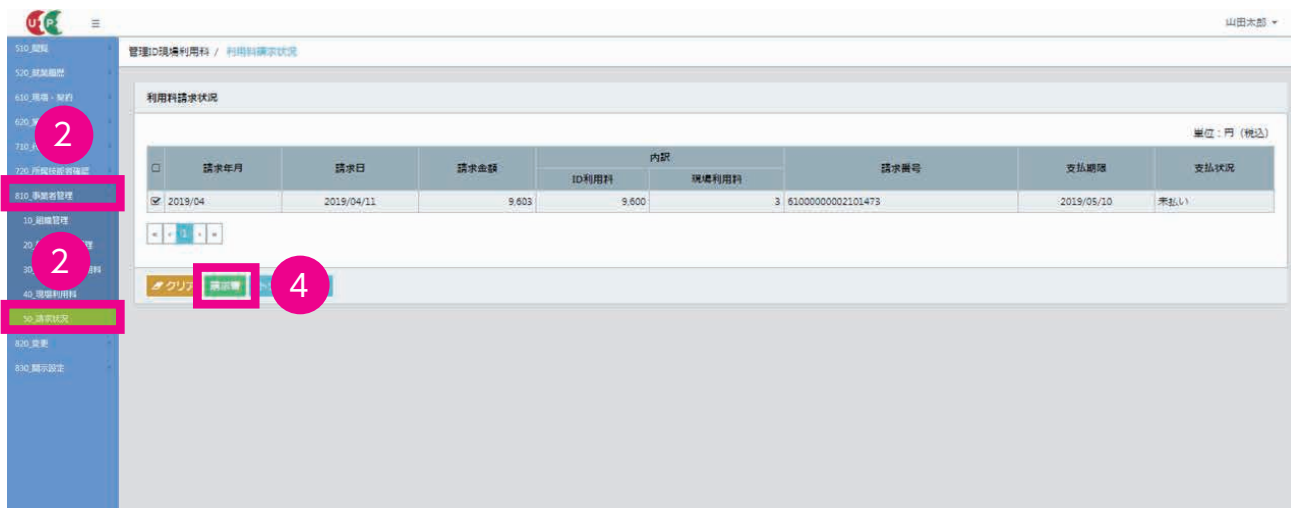 山田太郎
510_閲覧
520_就業履歴
610_現場・契約
620_
710_
720_所属技能者確認
810_事業者管理
10_組織管理
20_
30_
40_現場利用料
50_請求状況
820_変更
830_開示設定
2
2
管理ID現場利用料 / 利用料請求状況
利用料請求状況
単位:円(税込)
請求年月 請求日 請求金額 内訳 請求番号 支払期限 支払状況
ID利用料 現場利用料
2019/04 2019/04/11 9,603 9,600 3 61000000002101473 2019/05/10 未払い
« ‹ 1 › »
クリア 請求書
4